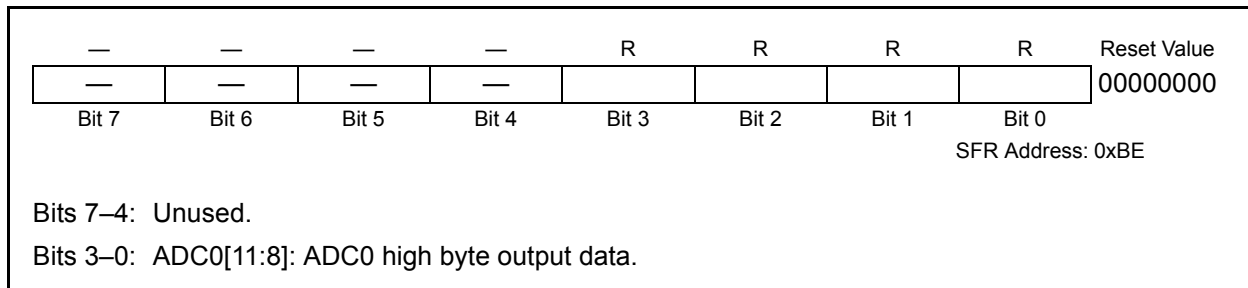 — — — — R R R R Reset Value
— — — — 00000000
Bit 7 Bit 6 Bit 5 Bit 4 Bit 3 Bit 2 Bit 1 Bit 0
SFR Address: 0xBE
Bits 7–4: Unused.
Bits 3–0: ADC0[11:8]: ADC0 high byte output data.